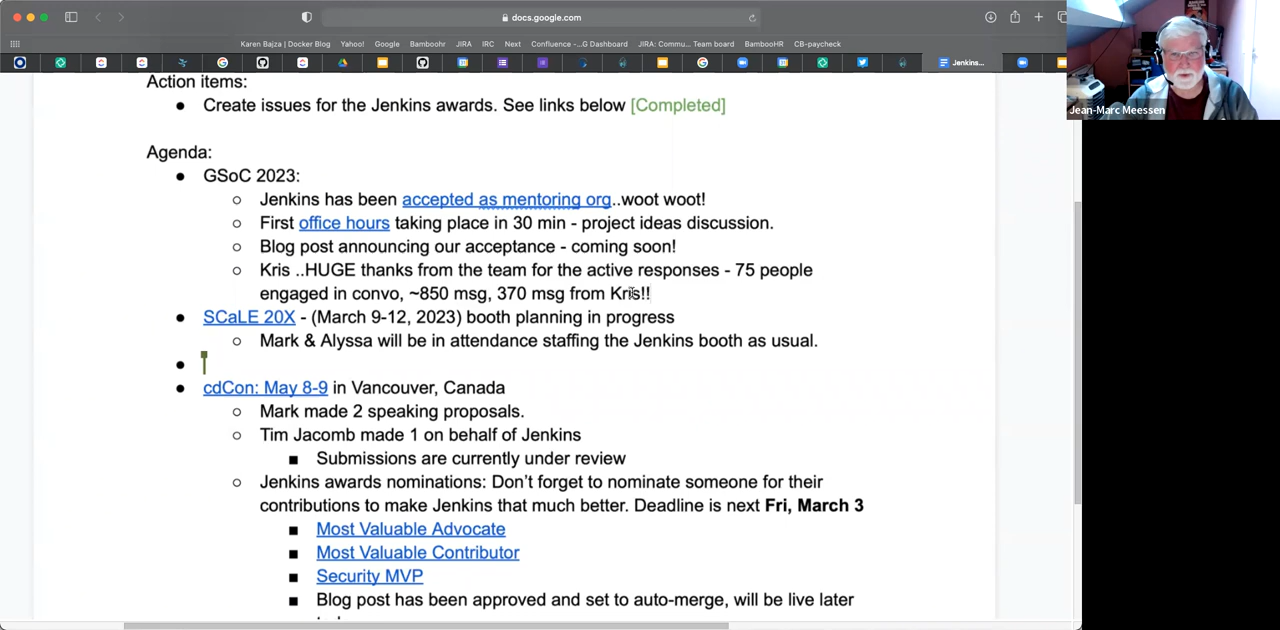 docs.google.com
Karen Bajza | Docker Blog Yahoo! Google Bamboohr JIRA IRC Next Confluence -...G Dashboard JIRA: Commu... Team board BambooHR CB-paycheck
Jenkins...
Jean-Marc Meessen
Action items:
● Create issues for the Jenkins awards. See links below [Completed]
Agenda:
● GSoC 2023:
○ Jenkins has been accepted as mentoring org..woot woot!
○ First office hours taking place in 30 min - project ideas discussion.
○ Blog post announcing our acceptance - coming soon!
○ Kris ..HUGE thanks from the team for the active responses - 75 people
engaged in convo, ~850 msg, 370 msg from Kris!!
● SCaLE 20X - (March 9-12, 2023) booth planning in progress
○ Mark & Alyssa will be in attendance staffing the Jenkins booth as usual.
●
● cdCon: May 8-9 in Vancouver, Canada
○ Mark made 2 speaking proposals.
○ Tim Jacomb made 1 on behalf of Jenkins
■ Submissions are currently under review
○ Jenkins awards nominations: Don't forget to nominate someone for their
contributions to make Jenkins that much better. Deadline is next Fri, March 3
■ Most Valuable Advocate
■ Most Valuable Contributor
■ Security MVP
■ Blog post has been approved and set to auto-merge, will be live later